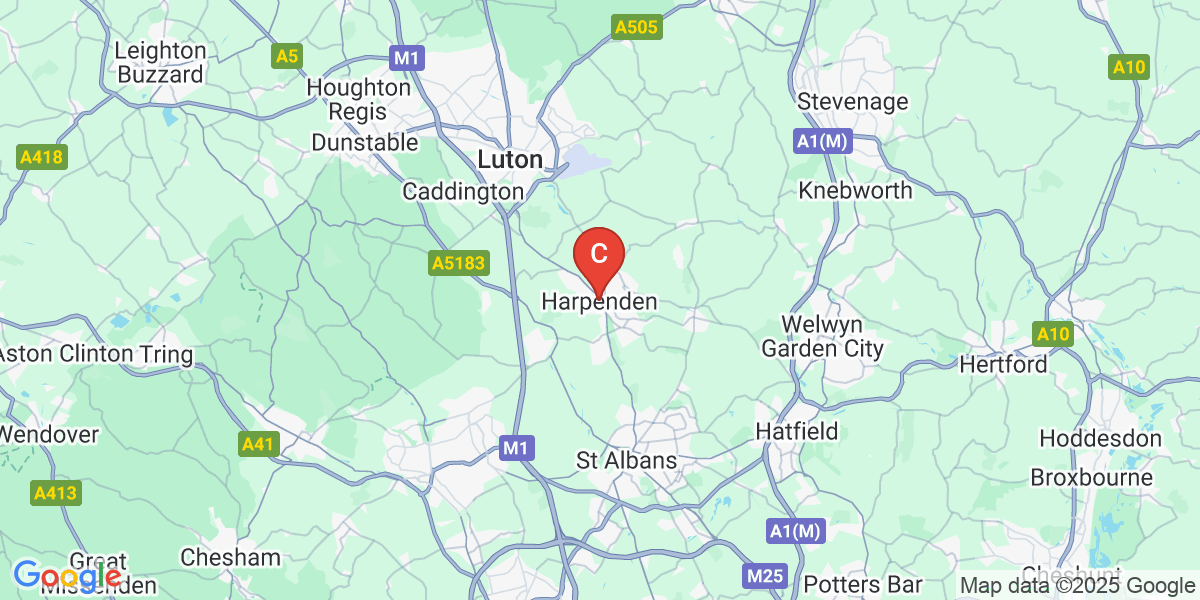 A505
Leighton
Buzzard
A5
M1
A10
Houghton
Regis
Stevenage
Dunstable
A1(M)
A418
Luton
Caddington
Knebworth
C
A5183
Harpenden
Welwyn
Garden City
A10
Aston Clinton
Tring
Hertford
Wendover
A41
M1
Hatfield
Hoddesdon
St Albans
Broxbourne
A413
A1(M)
Chesham
Great
Missenden
Google
M25
Potters Bar
Cheshunt
Map data ©2025 Google